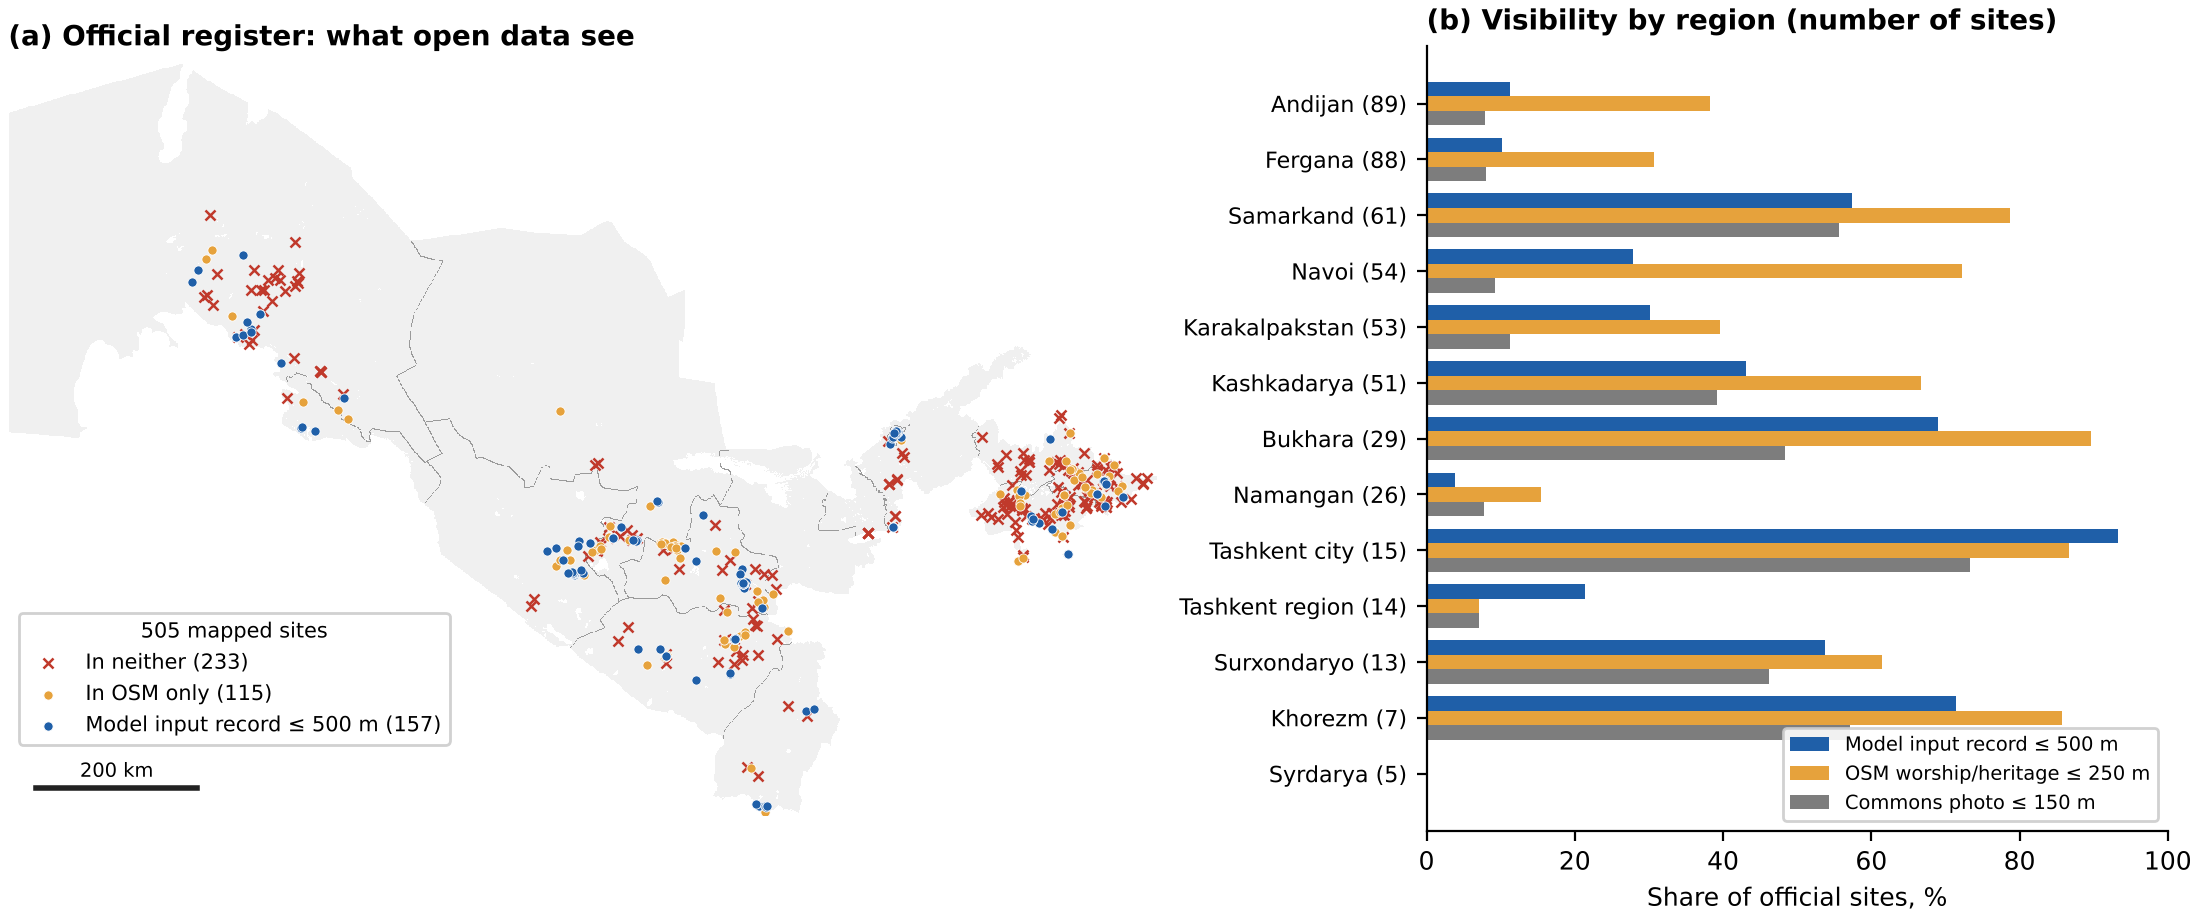 (a) Official register: what open data see
505 mapped sites
In neither (233)
In OSM only (115)
Model input record ≤ 500 m (157)
200 km
(b) Visibility by region (number of sites)
Andijan (89)
Fergana (88)
Samarkand (61)
Navoi (54)
Karakalpakstan (53)
Kashkadarya (51)
Bukhara (29)
Namangan (26)
Tashkent city (15)
Tashkent region (14)
Surxondaryo (13)
Khorezm (7)
Syrdarya (5)
Model input record ≤ 500 m
OSM worship/heritage ≤ 250 m
Commons photo ≤ 150 m
0 20 40 60 80 100
Share of official sites, %